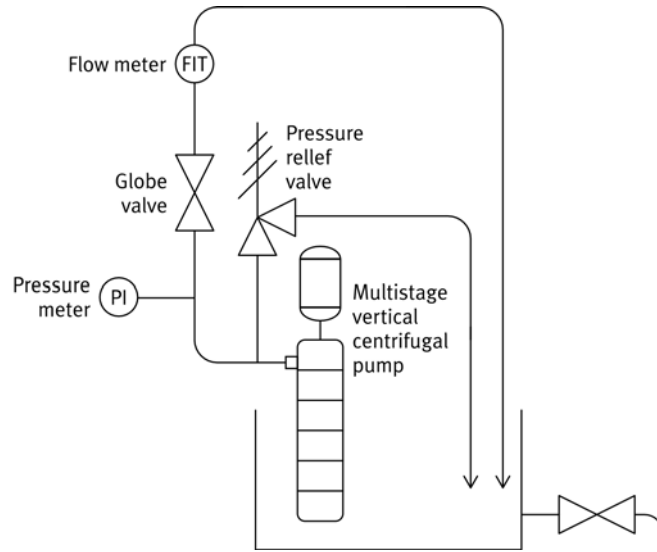 Flow meter
FIT
Pressure
rellef
valve
Globe
valve
Pressure
meter
PI
Multistage
vertical
centrifugal
pump